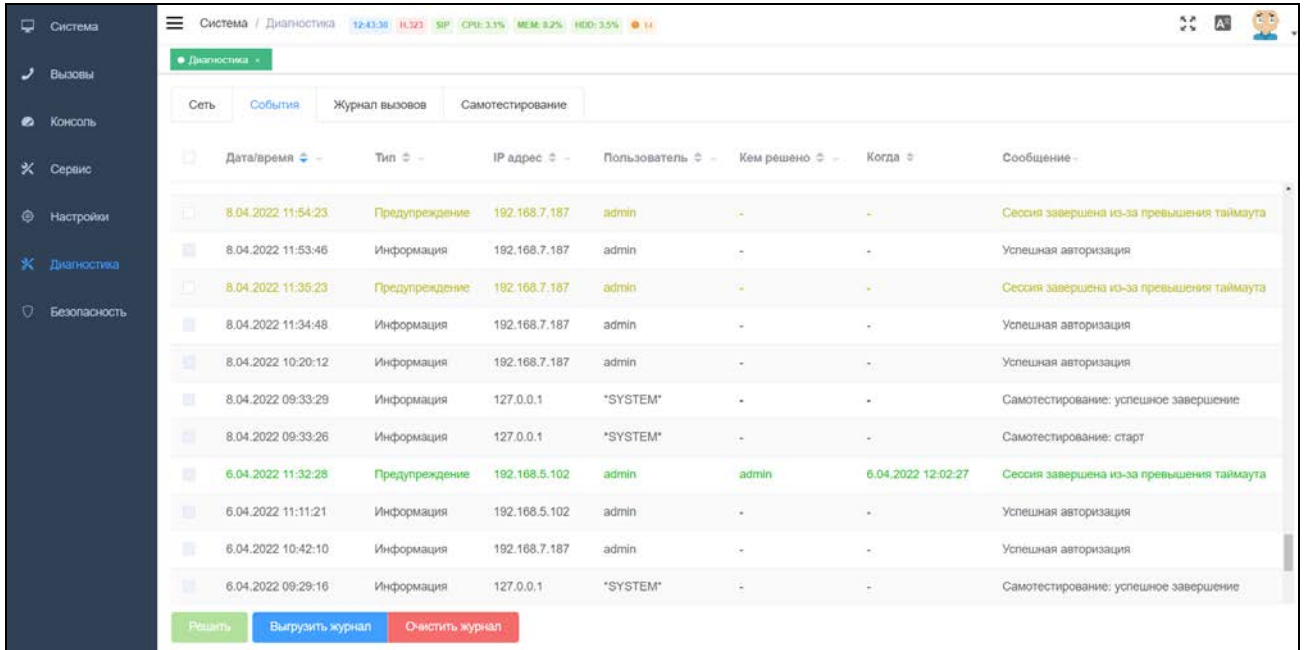 Система
Вызовы
Консоль
Сервис
Настройки
Диагностика
Безопасность
Система / Диагностика 12:43:38 H.323 SIP CPU: 3.1% MEM: 8.2% HDD: 3.5% 14
Диагностика ×
Сеть События Журнал вызовов Самотестирование
Дата/время Тип IP адрес Пользователь Кем решено Когда Сообщение
8.04.2022 11:54:23 Предупреждение 192.168.7.187 admin - - Сессия завершена из-за превышения таймаута
8.04.2022 11:53:46 Информация 192.168.7.187 admin - - Успешная авторизация
8.04.2022 11:35:23 Предупреждение 192.168.7.187 admin - - Сессия завершена из-за превышения таймаута
8.04.2022 11:34:48 Информация 192.168.7.187 admin - - Успешная авторизация
8.04.2022 10:20:12 Информация 192.168.7.187 admin - - Успешная авторизация
8.04.2022 09:33:29 Информация 127.0.0.1 *SYSTEM* - - Самотестирование: успешное завершение
8.04.2022 09:33:26 Информация 127.0.0.1 *SYSTEM* - - Самотестирование: старт
6.04.2022 11:32:28 Предупреждение 192.168.5.102 admin admin 6.04.2022 12:02:27 Сессия завершена из-за превышения таймаута
6.04.2022 11:11:21 Информация 192.168.5.102 admin - - Успешная авторизация
6.04.2022 10:42:10 Информация 192.168.7.187 admin - - Успешная авторизация
6.04.2022 09:29:16 Информация 127.0.0.1 *SYSTEM* - - Самотестирование: успешное завершение
Решить Выгрузить журнал Очистить журнал